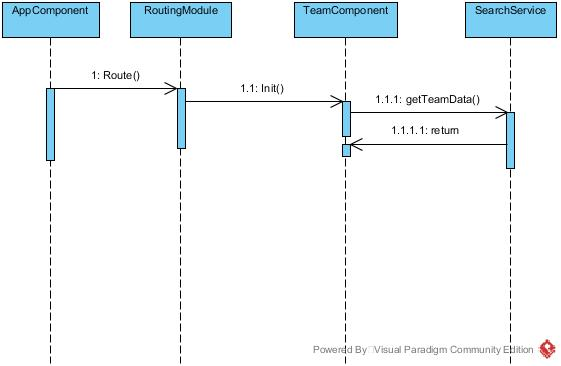 AppComponent
RoutingModule
TeamComponent
SearchService
1: Route()
1.1: Init()
1.1.1: getTeamData()
1.1.1.1: return
Powered By Visual Paradigm Community Edition